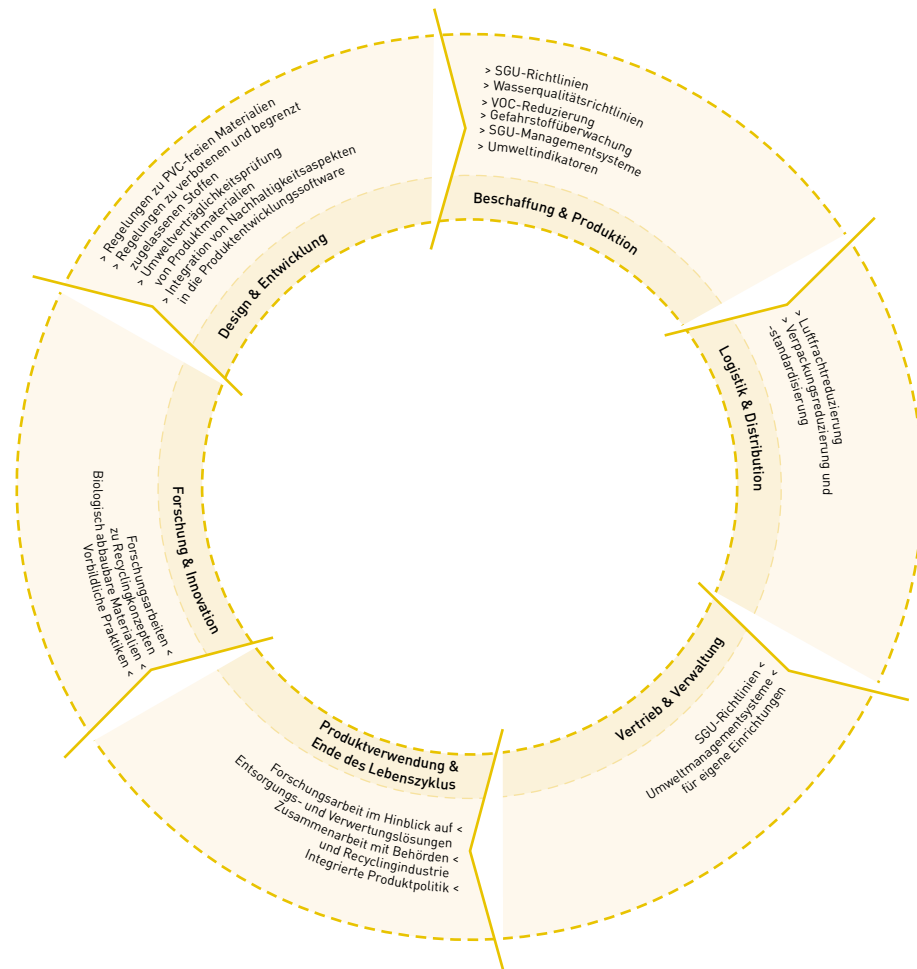 > SGU-Richtlinien
> Wasserqualitätsrichtlinien
> VOC-Reduzierung
> Gefahrstoffüberwachung
> SGU-Managementsysteme
> Umweltindikatoren
Beschaffung & Produktion
> Luftfrachtreduzierung
> Verpackungsreduzierung und
-standardisierung
Logistik & Distribution
Vertrieb & Verwaltung
SGU-Richtlinien <
Umweltmanagementsysteme <
für eigene Einrichtungen
Produktverwendung &
Ende des Lebenszyklus
Forschungsarbeit im Hinblick auf <
Entsorgungs- und Verwertungslösungen
Zusammenarbeit mit Behörden <
und Recyclingindustrie
Integrierte Produktpolitik <
Forschung & Innovation
Forschungsarbeiten <
zu Recyclingkonzepten
Biologisch abbaubare Materialien <
Vorbildliche Praktiken <
> Regelungen zu PVC-freien Materialien
> Regelungen zu verbotenen und begrenzt
zugelassenen Stoffen
> Umweltverträglichkeitsprüfung
von Produktmaterialien
> Integration von Nachhaltigkeitsaspekten
in die Produktentwicklungssoftware
Design & Entwicklung